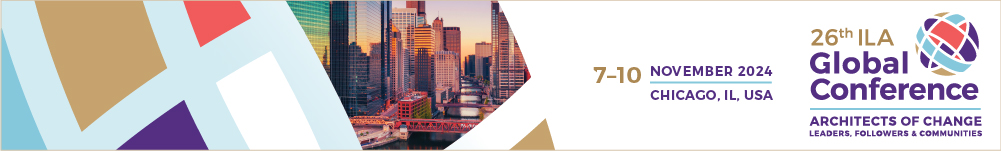 7–10
NOVEMBER 2024
CHICAGO, IL, USA
26th ILA
Global
Conference
ARCHITECTS OF CHANGE
LEADERS, FOLLOWERS & COMMUNITIES